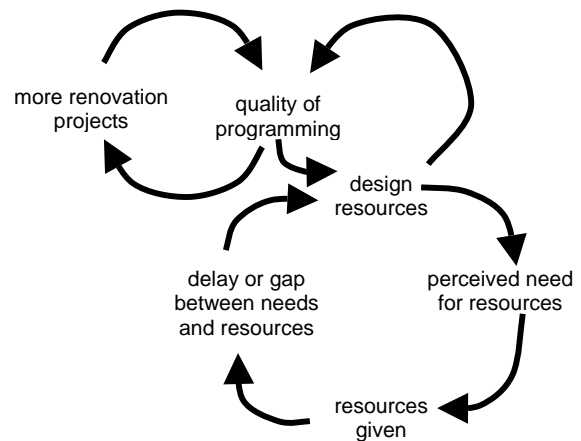 more renovation
projects
quality of
programming
design
resources
delay or gap
between needs
and resources
perceived need
for resources
resources
given